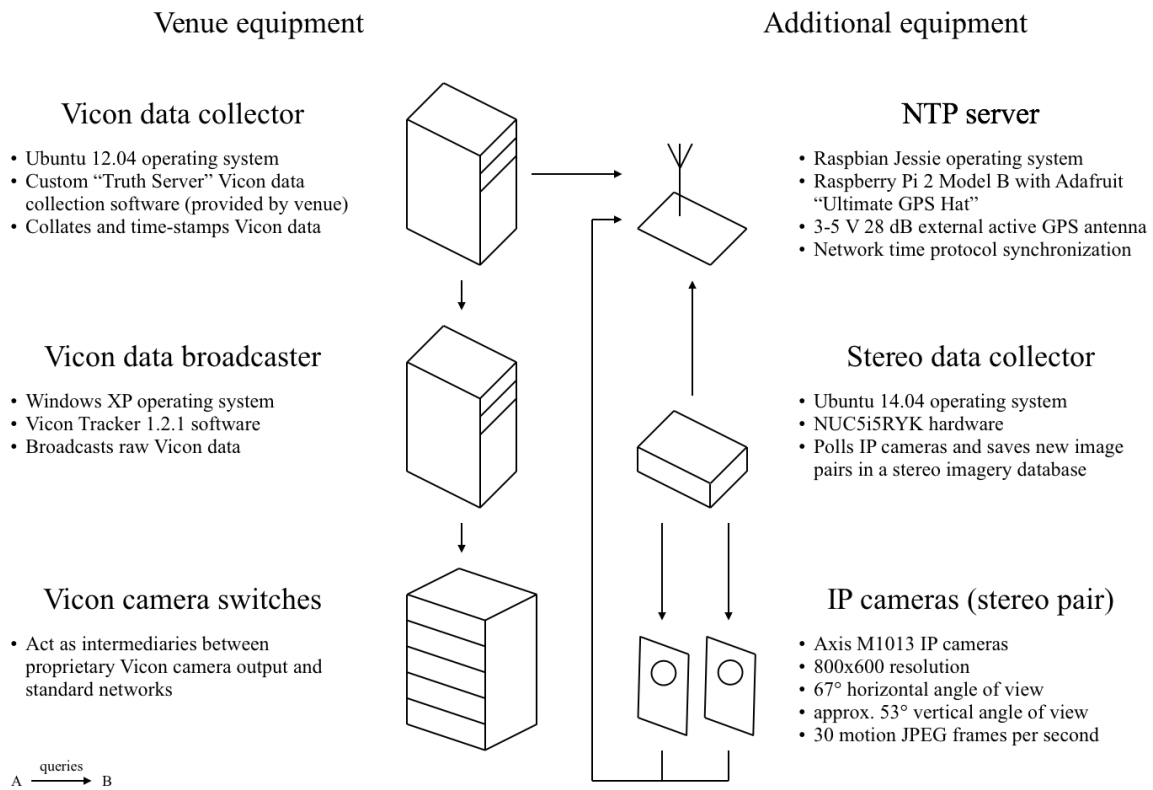 Venue equipment
Additional equipment
Vicon data collector
• Ubuntu 12.04 operating system
• Custom “Truth Server” Vicon data
collection software (provided by venue)
• Collates and time-stamps Vicon data
Vicon data broadcaster
• Windows XP operating system
• Vicon Tracker 1.2.1 software
• Broadcasts raw Vicon data
Vicon camera switches
• Act as intermediaries between
proprietary Vicon camera output and
standard networks
NTP server
• Raspbian Jessie operating system
• Raspberry Pi 2 Model B with Adafruit
“Ultimate GPS Hat”
• 3-5 V 28 dB external active GPS antenna
• Network time protocol synchronization
Stereo data collector
• Ubuntu 14.04 operating system
• NUC5i5RYK hardware
• Polls IP cameras and saves new image
pairs in a stereo imagery database
IP cameras (stereo pair)
• Axis M1013 IP cameras
• 800x600 resolution
• 67° horizontal angle of view
• approx. 53° vertical angle of view
• 30 motion JPEG frames per second
queries
A B